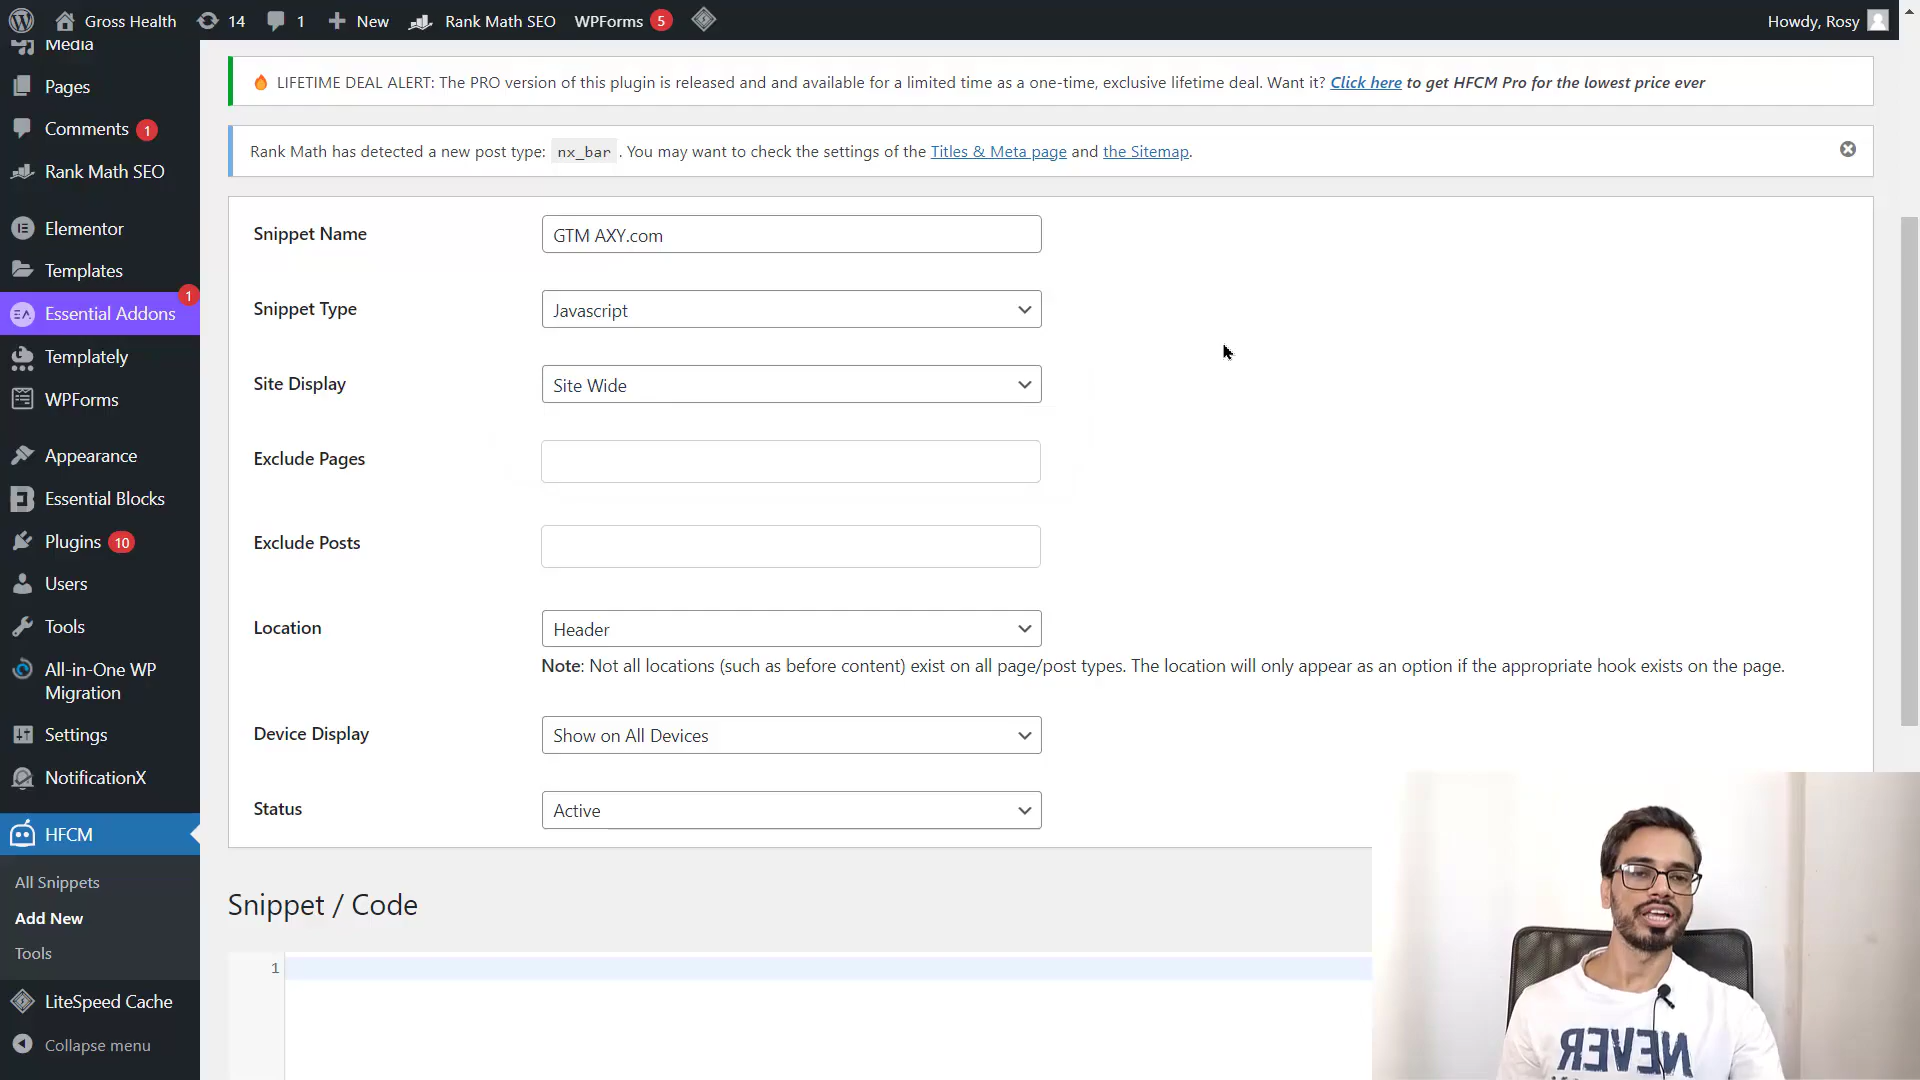 Gross Health
14
1
New
Rank Math SEO
WPForms
5
Howdy, Rosy
Media
Pages
Comments 1
Rank Math SEO
Elementor
Templates
Essential Addons
1
Templately
WPForms
Appearance
Essential Blocks
Plugins 10
Users
Tools
All-in-One WP
Migration
Settings
NotificationX
HFCM
All Snippets
Add New
Tools
LiteSpeed Cache
Collapse menu
LIFETIME DEAL ALERT: The PRO version of this plugin is released and and available for a limited time as a one-time, exclusive lifetime deal. Want it? Click here to get HFCM Pro for the lowest price ever
Rank Math has detected a new post type: nx_bar . You may want to check the settings of the Titles & Meta page and the Sitemap.
Snippet Name
GTM AXY.com
Snippet Type
Javascript
Site Display
Site Wide
Exclude Pages
Exclude Posts
Location
Header
Note: Not all locations (such as before content) exist on all page/post types. The location will only appear as an option if the appropriate hook exists on the page.
Device Display
Show on All Devices
Status
Active
Snippet / Code
1
NEVER